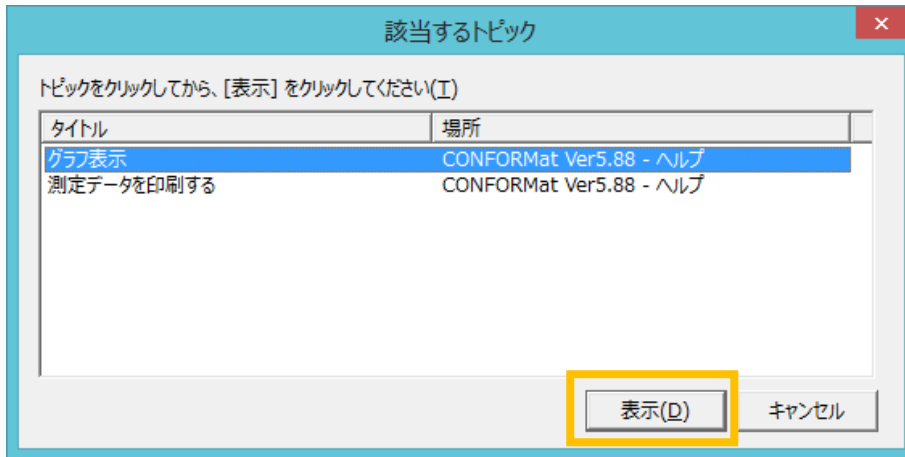 該当するトピック
トピックをクリックしてから、[表示] をクリックしてください(T)
タイトル 場所
グラフ表示 CONFORMat Ver5.88 - ヘルプ
測定データを印刷する CONFORMat Ver5.88 - ヘルプ
表示(D) キャンセル